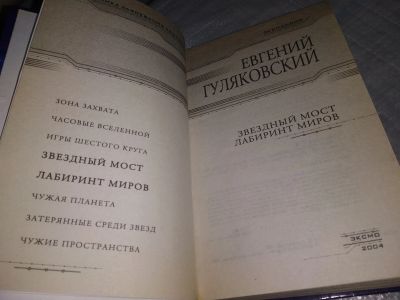 ЗОНА ЗАХВАТА
ЧАСОВЫЕ ВСЕЛЕННОЙ
ИГРЫ ШЕСТОГО КРУГА
ЗВЕЗДНЫЙ МОСТ
ЛАБИРИНТ МИРОВ
ЧУЖАЯ ПЛАНЕТА
ЗАТЕРЯННЫЕ СРЕДИ ЗВЕЗД
ЧУЖИЕ ПРОСТРАНСТВА
ЕВГЕНИЙ
ГУЛЯКОВСКИЙ
ЗВЕЗДНЫЙ МОСТ
ЛАБИРИНТ МИРОВ
ЭКСМО
2004